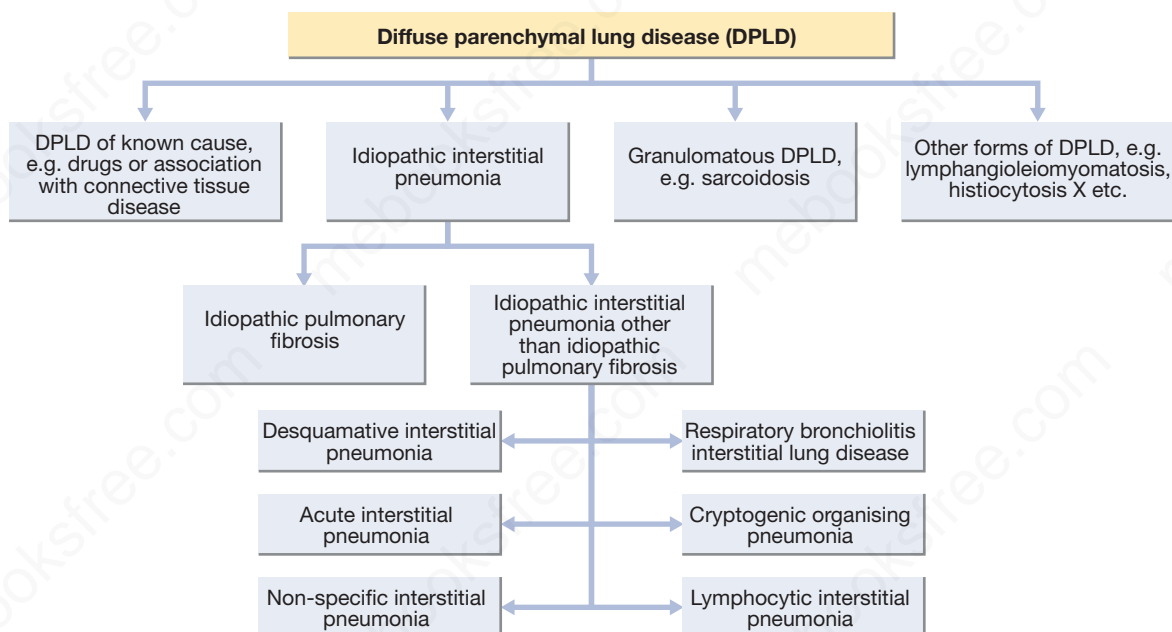 Diffuse parenchymal lung disease (DPLD)
DPLD of known cause,
e.g. drugs or association
with connective tissue
disease
Idiopathic interstitial
pneumonia
Granulomatous DPLD,
e.g. sarcoidosis
Other forms of DPLD, e.g.
lymphangioleiomyomatosis,
histiocytosis X etc.
Idiopathic pulmonary
fibrosis
Idiopathic interstitial
pneumonia other
than idiopathic
pulmonary fibrosis
Desquamative interstitial
pneumonia
Respiratory bronchiolitis
interstitial lung disease
Acute interstitial
pneumonia
Cryptogenic organising
pneumonia
Non-specific interstitial
pneumonia
Lymphocytic interstitial
pneumonia
mebooksfree.com